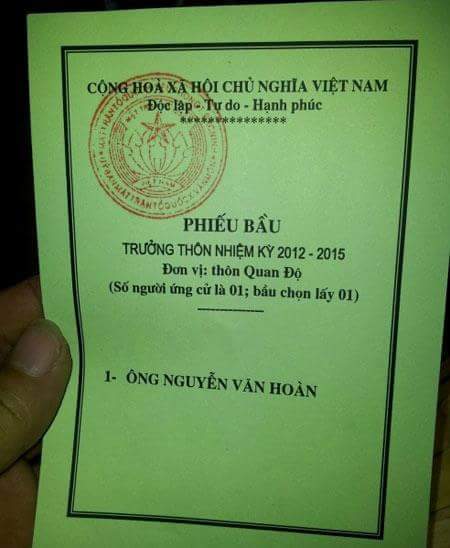 CỘNG HOÀ XÃ HỘI CHỦ NGHĨA VIỆT NAM
Độc lập - Tự do - Hạnh phúc
***************
VIỆT NAM
PHIẾU BẦU
TRƯỞNG THÔN NHIỆM KỲ 2012 - 2015
Đơn vị: thôn Quan Độ
(Số người ứng cử là 01; bầu chọn lấy 01)
1- ÔNG NGUYỄN VĂN HOÀN